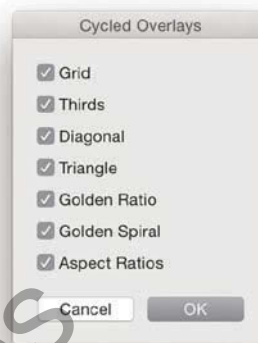 Cycled Overlays
Grid
Thirds
Diagonal
Triangle
Golden Ratio
Golden Spiral
Aspect Ratios
Cancel OK